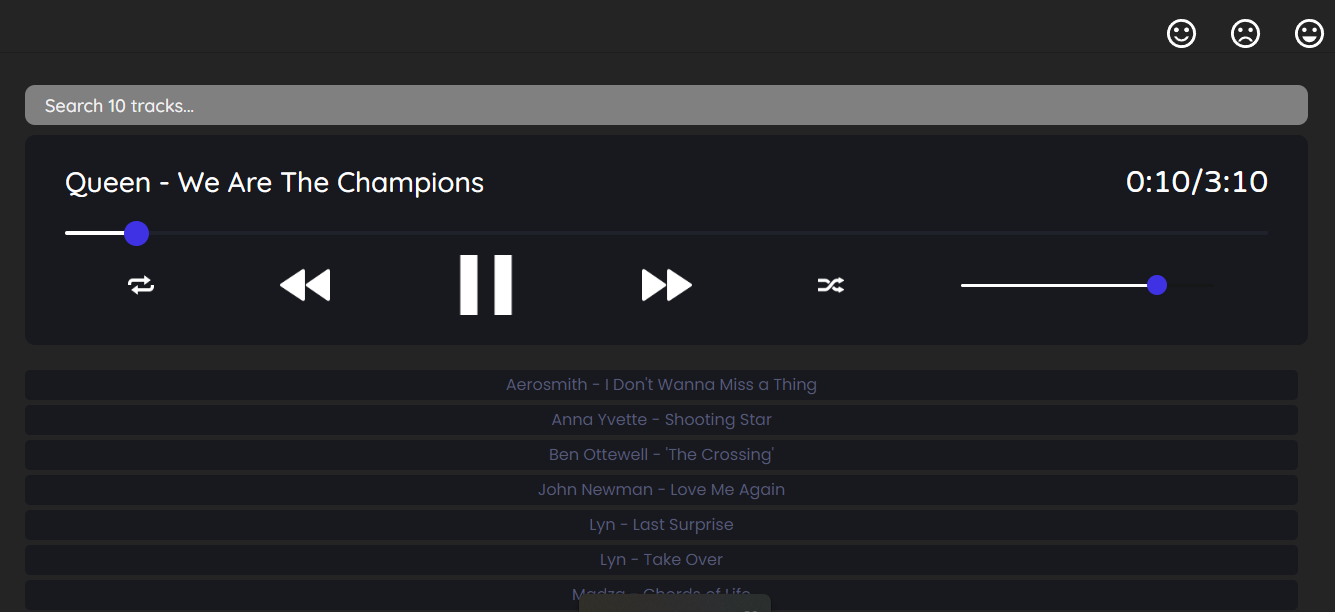 Search 10 tracks...
Queen - We Are The Champions
0:10/3:10
Aerosmith - I Don't Wanna Miss a Thing
Anna Yvette - Shooting Star
Ben Ottewell - 'The Crossing'
John Newman - Love Me Again
Lyn - Last Surprise
Lyn - Take Over
Madza - Chords of Life